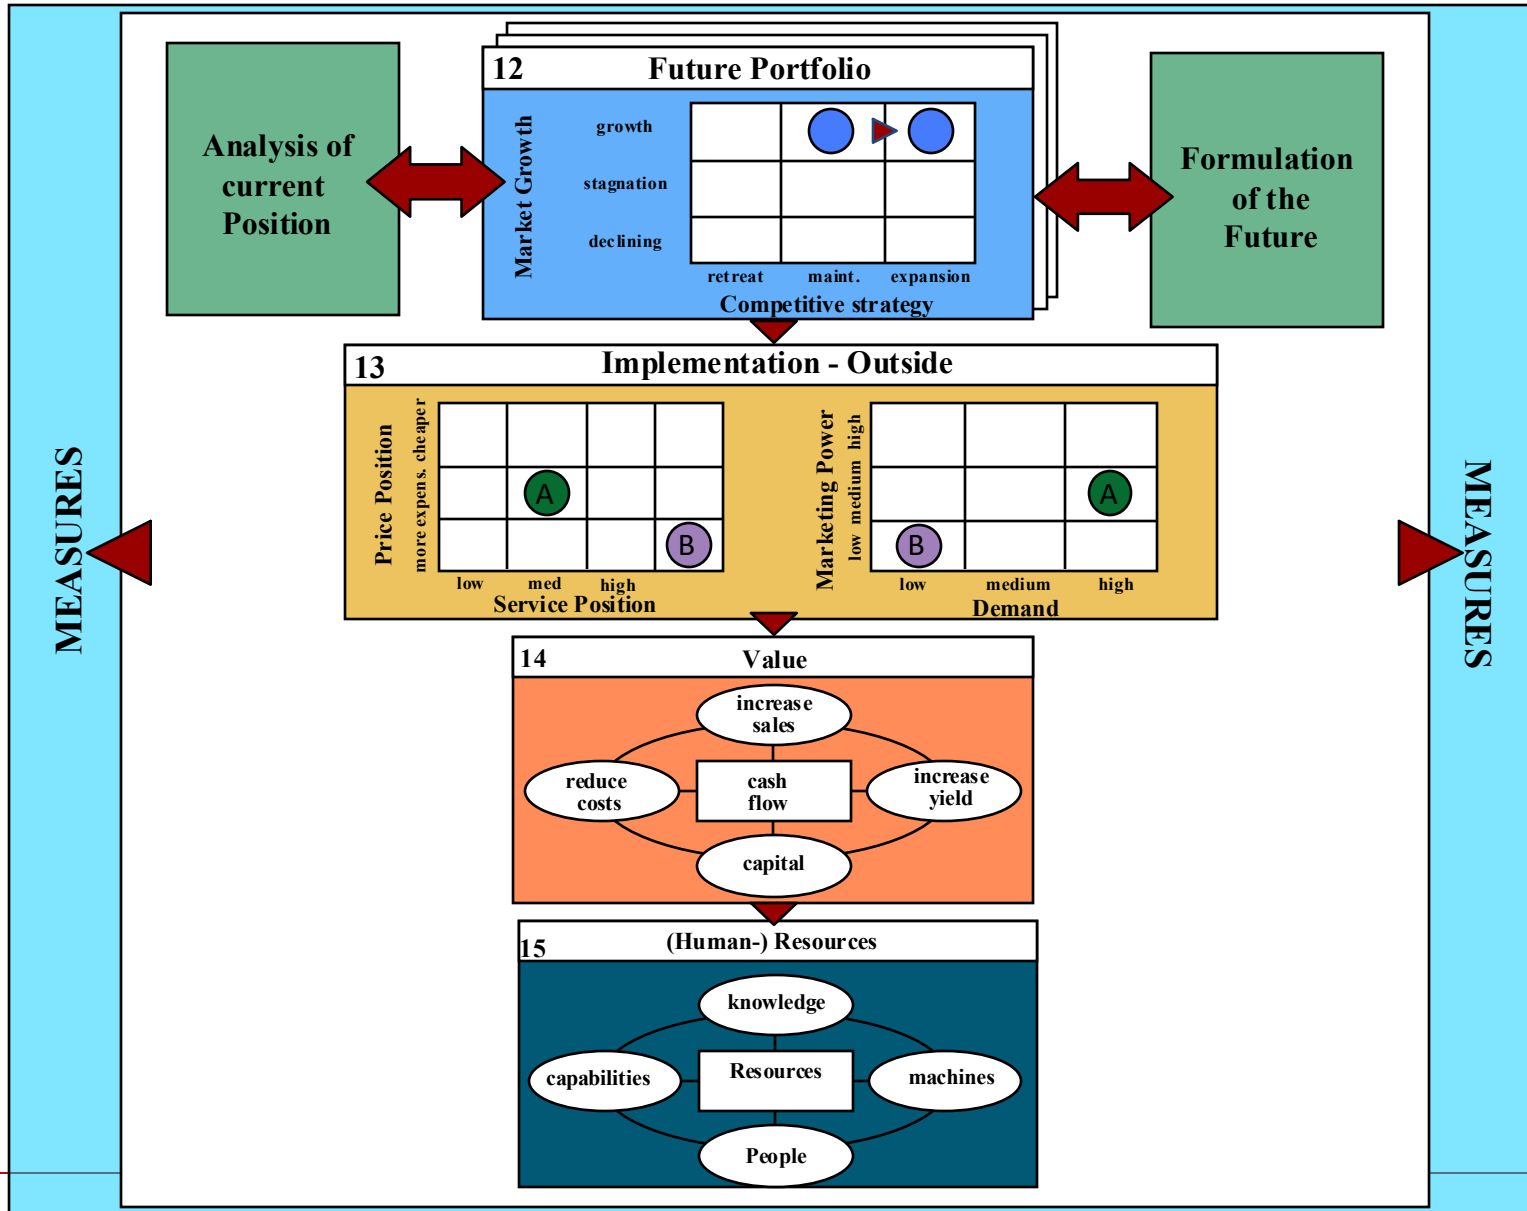 12 Future Portfolio
Analysis of
current
Position
Market Growth
growth
stagnation
declining
retreat maint. expansion
Competitive strategy
Formulation
of the
Future
13 Implementation - Outside
Price Position
more expens. cheaper
A
B
low med high
Service Position
Marketing Power
low medium high
A
B
low medium high
Demand
MEASURES
MEASURES
14 Value
increase
sales
reduce
costs
cash
flow
increase
yield
capital
15 (Human-) Resources
knowledge
capabilities
Resources
machines
People